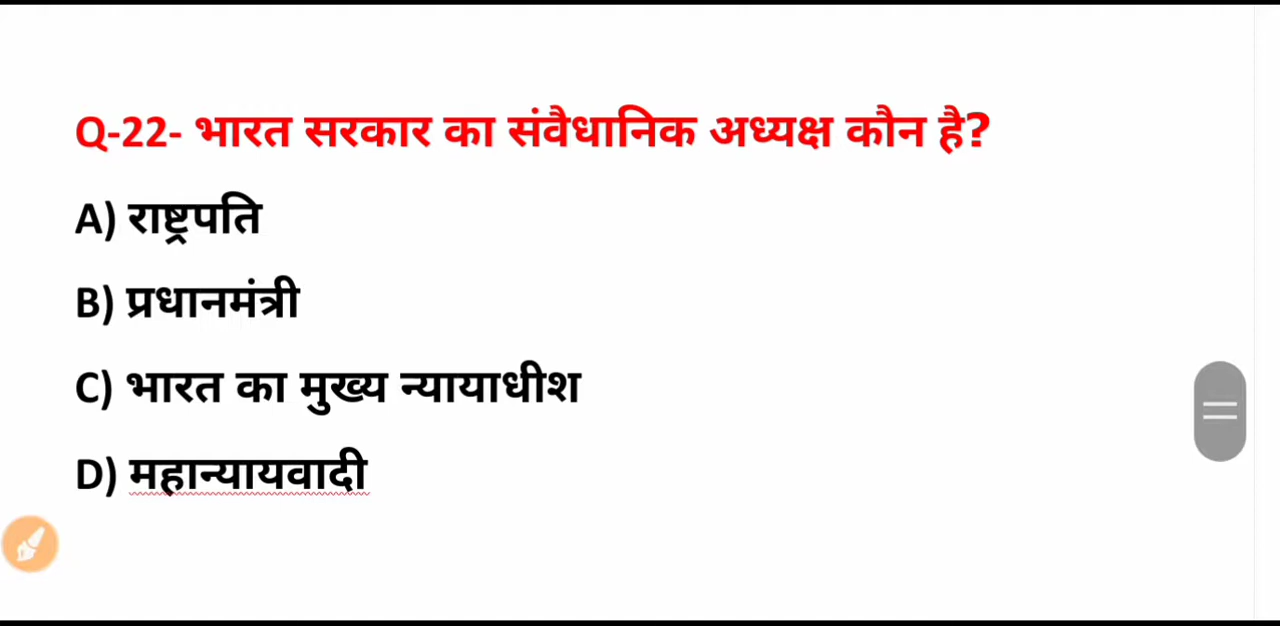 Q-22- भारत सरकार का संवैधानिक अध्यक्ष कौन है?
A) राष्ट्रपति
B) प्रधानमंत्री
C) भारत का मुख्य न्यायाधीश
D) महान्यायवादी